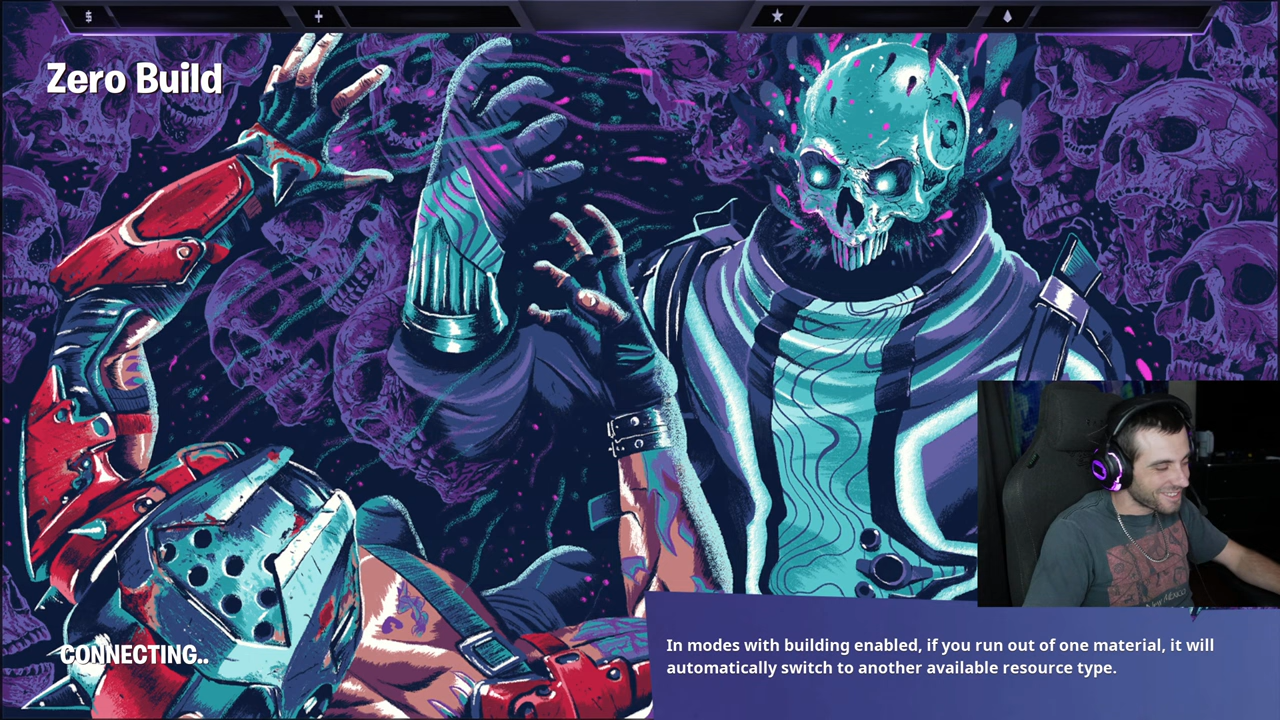 Zero Build
CONNECTING..
In modes with building enabled, if you run out of one material, it will
automatically switch to another available resource type.